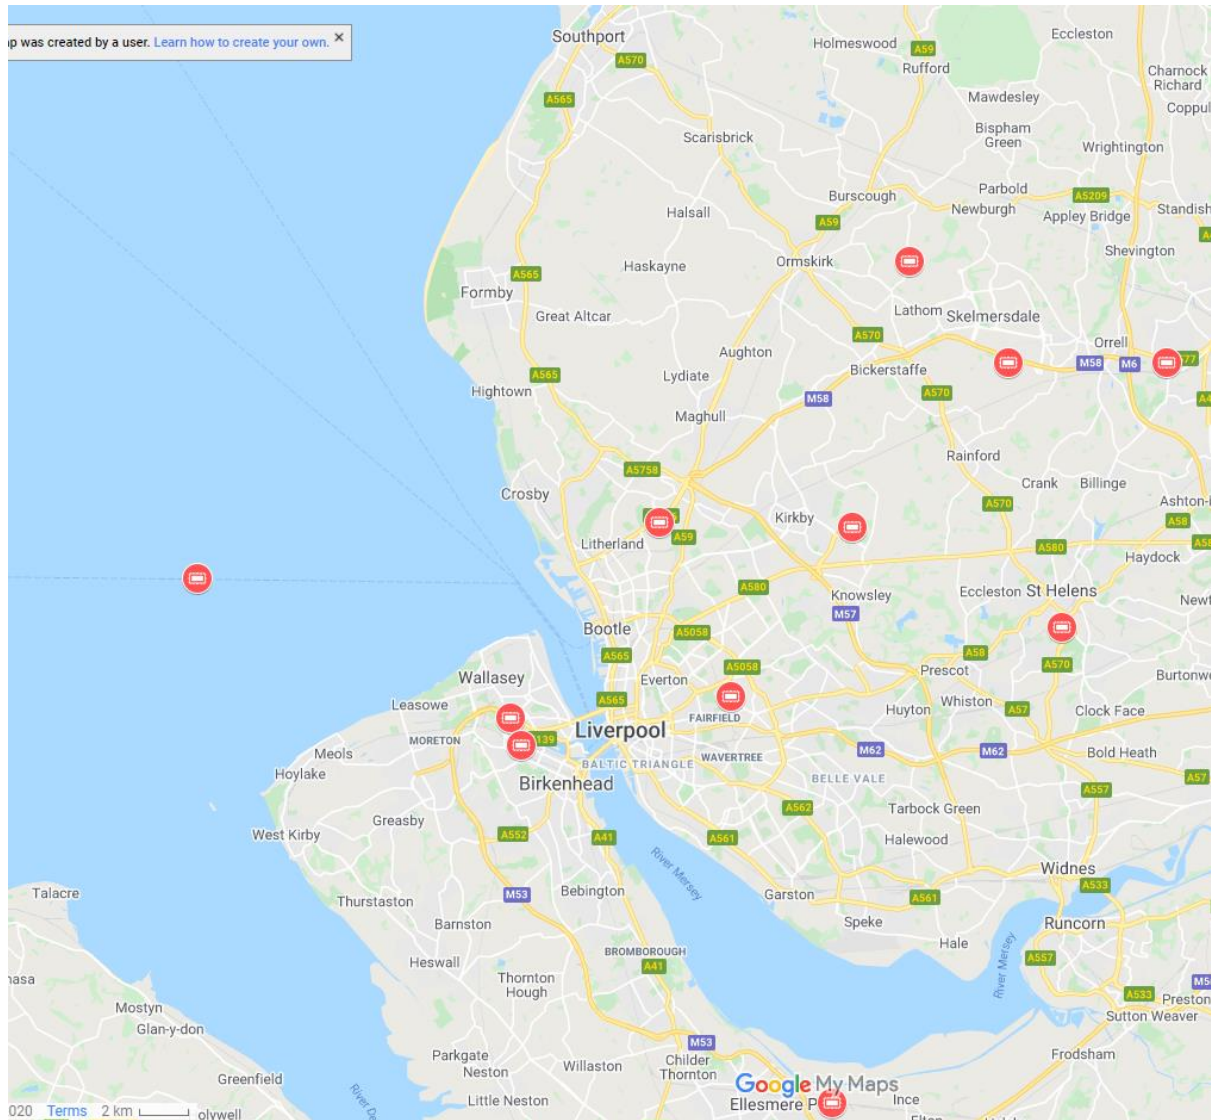 p was created by a user. Learn how to create your own. ×
Southport
Holmeswood
A59
Rufford
Eccleston
A570
Charnock
Richard
A565
Mawdesley
Coppul
Bispham
Green
Scarisbrick
Wrightington
Burscough
Parbold
A5209
Newburgh
Appley Bridge
Standish
Halsall
A59
Shevington
Ormskirk
Haskayne
A565
Formby
Great Altcar
Lathom
Skelmersdale
A570
Orrell
Aughton
M58
M6
Bickerstaffe
A565
Lydiate
Hightown
A570
M58
Maghull
Rainford
A5758
Crank
Billinge
Crosby
Ashton-i
A570
Kirkby
A58
A59
Litherland
A580
Haydock
A580
Knowsley
Eccleston
St Helens
Newt
M57
Bootle
A5058
A58
A565
A5058
Prescot
A570
Burtonwo
Wallasey
Everton
Leasowe
A565
Huyton
Whiston
FAIRFIELD
A57
Clock Face
Liverpool
MORETON
Meols
M62
M62
Bold Heath
WAVERTREE
BALTIC TRIANGLE
Hoylake
BELLE VALE
A57
Birkenhead
A557
Tarbock Green
A562
Greasby
West Kirby
A552
A41
A561
Halewood
River Mersey
Widnes
Talacre
Bebington
A533
M53
Thurstaston
Garston
A561
Barnston
Speke
Runcorn
Hale
River Mersey
BROMBOROUGH
A557
Heswall
A41
Thornton
Hough
M5
A533
Preston
Mostyn
Sutton Weaver
Glan-y-don
M53
Parkgate
Neston
Willaston
Childer
Thornton
Frodsham
Greenfield
Google My Maps
Little Neston
Ellesmere P
Ince
River De
020 Terms 2 km
olywell